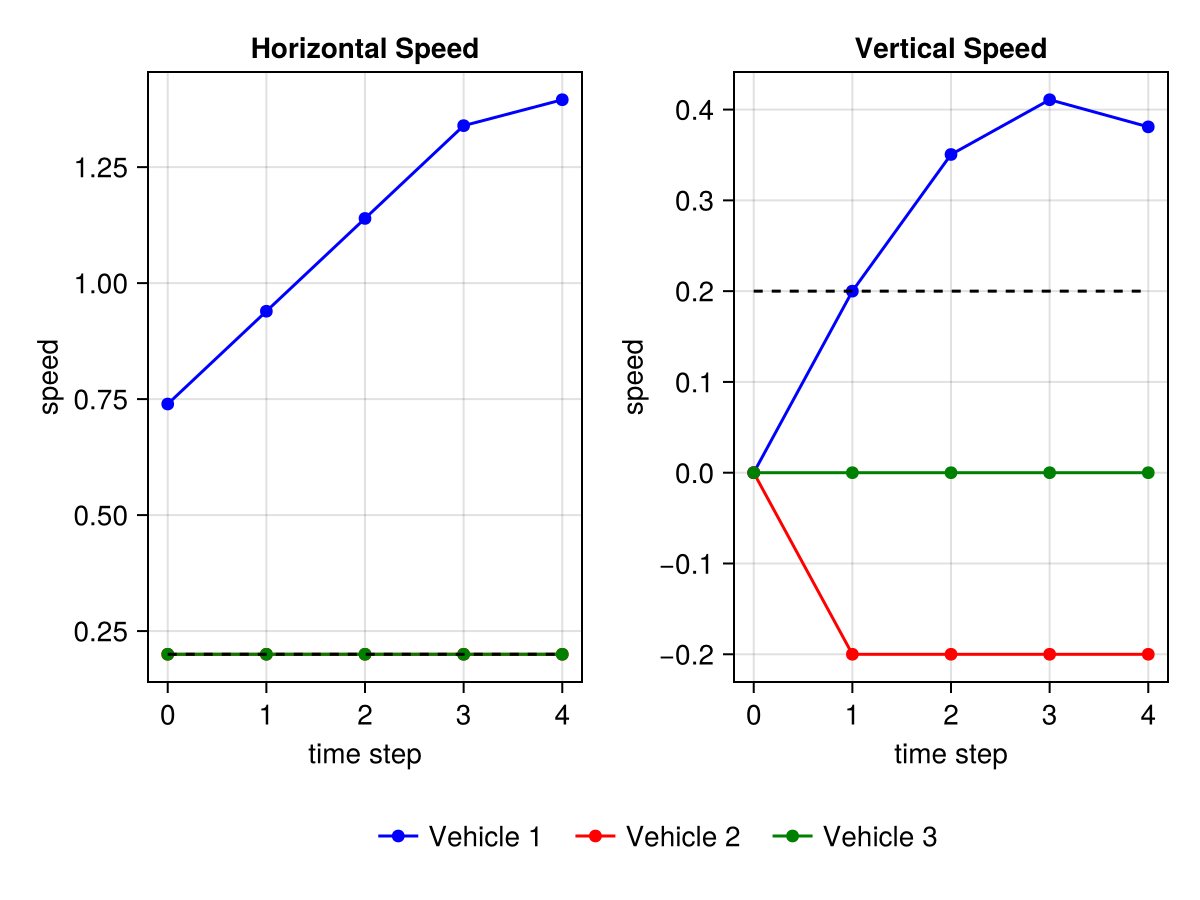 Horizontal Speed
speed
1.25
1.00
0.75
0.50
0.25
0 1 2 3 4
time step
Vertical Speed
speed
0.4
0.3
0.2
0.1
0.0
−0.1
−0.2
0 1 2 3 4
time step
Vehicle 1 Vehicle 2 Vehicle 3